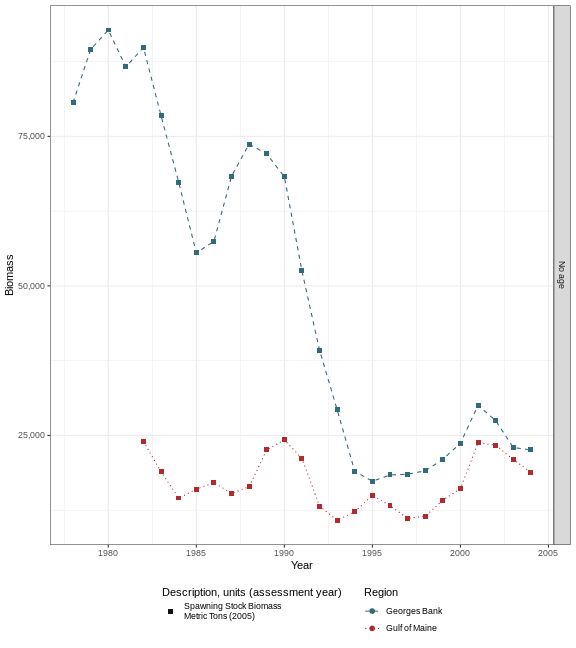 75,000
50,000
25,000
Biomass
No age
1980 1985 1990 1995 2000 2005
Year
Description, units (assessment year)
Spawning Stock Biomass
Metric Tons (2005)
Region
Georges Bank
Gulf of Maine